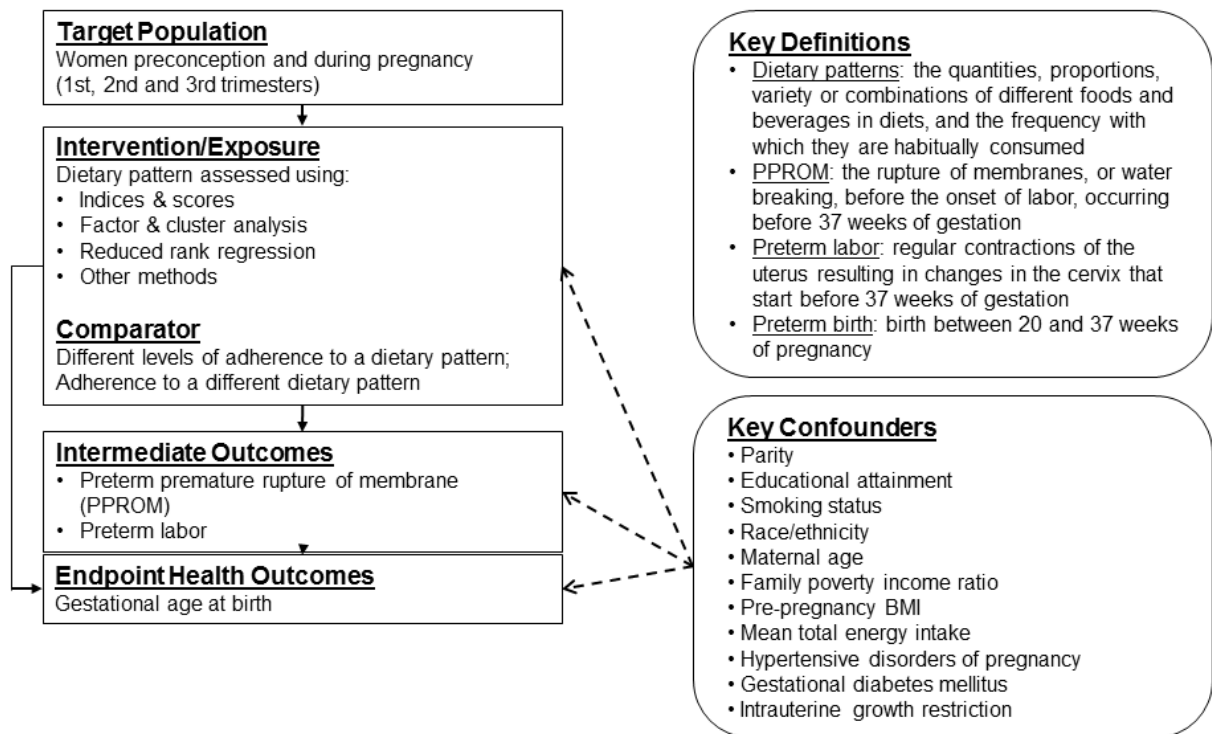 Target Population
Women preconception and during pregnancy
(1st, 2nd and 3rd trimesters)
Intervention/Exposure
Dietary pattern assessed using:
• Indices & scores
• Factor & cluster analysis
• Reduced rank regression
• Other methods
Comparator
Different levels of adherence to a dietary pattern;
Adherence to a different dietary pattern
Intermediate Outcomes
• Preterm premature rupture of membrane
(PPROM)
• Preterm labor
Endpoint Health Outcomes
Gestational age at birth
Key Definitions
• Dietary patterns: the quantities, proportions,
variety or combinations of different foods and
beverages in diets, and the frequency with
which they are habitually consumed
• PPROM: the rupture of membranes, or water
breaking, before the onset of labor, occurring
before 37 weeks of gestation
• Preterm labor: regular contractions of the
uterus resulting in changes in the cervix that
start before 37 weeks of gestation
• Preterm birth: birth between 20 and 37 weeks
of pregnancy
Key Confounders
• Parity
• Educational attainment
• Smoking status
• Race/ethnicity
• Maternal age
• Family poverty income ratio
• Pre-pregnancy BMI
• Mean total energy intake
• Hypertensive disorders of pregnancy
• Gestational diabetes mellitus
• Intrauterine growth restriction